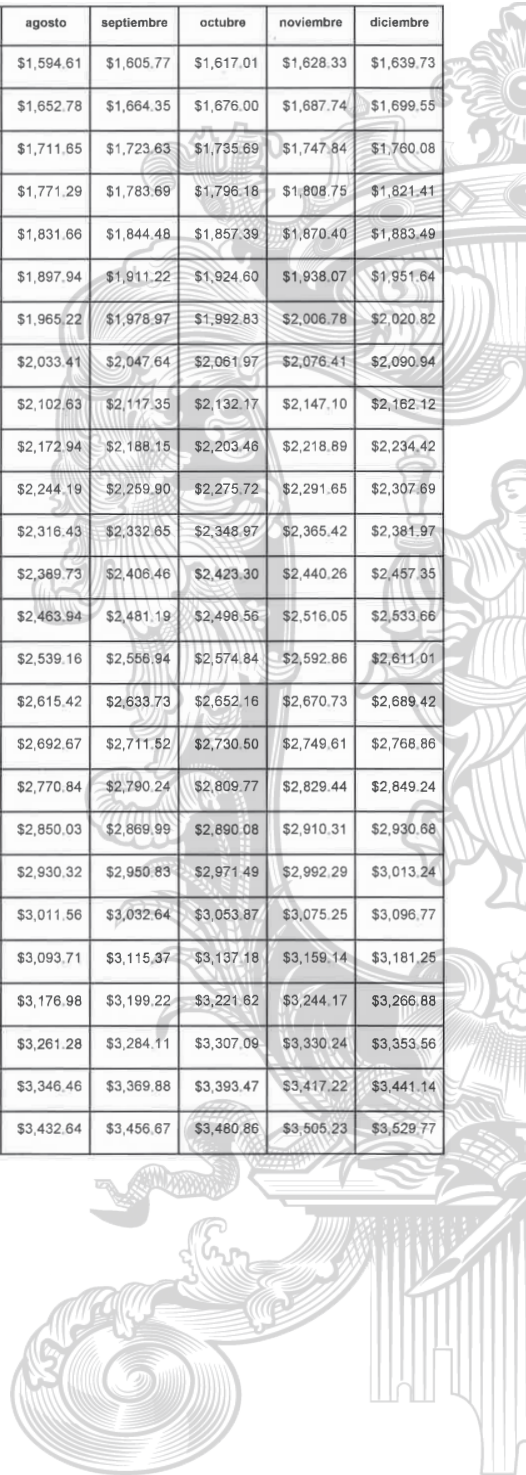 agosto septiembre octubre noviembre diciembre
$1,594.61 $1,605.77 $1,617.01 $1,628.33 $1,639.73
$1,652.78 $1,664.35 $1,676.00 $1,687.74 $1,699.55
$1,711.65 $1,723.63 $1,735.69 $1,747.84 $1,760.08
$1,771.29 $1,783.69 $1,796.18 $1,808.75 $1,821.41
$1,831.66 $1,844.48 $1,857.39 $1,870.40 $1,883.49
$1,897.94 $1,911.22 $1,924.60 $1,938.07 $1,951.64
$1,965.22 $1,978.97 $1,992.83 $2,006.78 $2,020.82
$2,033.41 $2,047.64 $2,061.97 $2,076.41 $2,090.94
$2,102.63 $2,117.35 $2,132.17 $2,147.10 $2,162.12
$2,172.94 $2,188.15 $2,203.46 $2,218.89 $2,234.42
$2,244.19 $2,259.90 $2,275.72 $2,291.65 $2,307.69
$2,316.43 $2,332.65 $2,348.97 $2,365.42 $2,381.97
$2,389.73 $2,406.46 $2,423.30 $2,440.26 $2,457.35
$2,463.94 $2,481.19 $2,498.56 $2,516.05 $2,533.66
$2,539.16 $2,556.94 $2,574.84 $2,592.86 $2,611.01
$2,615.42 $2,633.73 $2,652.16 $2,670.73 $2,689.42
$2,692.67 $2,711.52 $2,730.50 $2,749.61 $2,768.86
$2,770.84 $2,790.24 $2,809.77 $2,829.44 $2,849.24
$2,850.03 $2,869.99 $2,890.08 $2,910.31 $2,930.68
$2,930.32 $2,950.83 $2,971.49 $2,992.29 $3,013.24
$3,011.56 $3,032.64 $3,053.87 $3,075.25 $3,096.77
$3,093.71 $3,115.37 $3,137.18 $3,159.14 $3,181.25
$3,176.98 $3,199.22 $3,221.62 $3,244.17 $3,266.88
$3,261.28 $3,284.11 $3,307.09 $3,330.24 $3,353.56
$3,346.46 $3,369.88 $3,393.47 $3,417.22 $3,441.14
$3,432.64 $3,456.67 $3,480.86 $3,505.23 $3,529.77